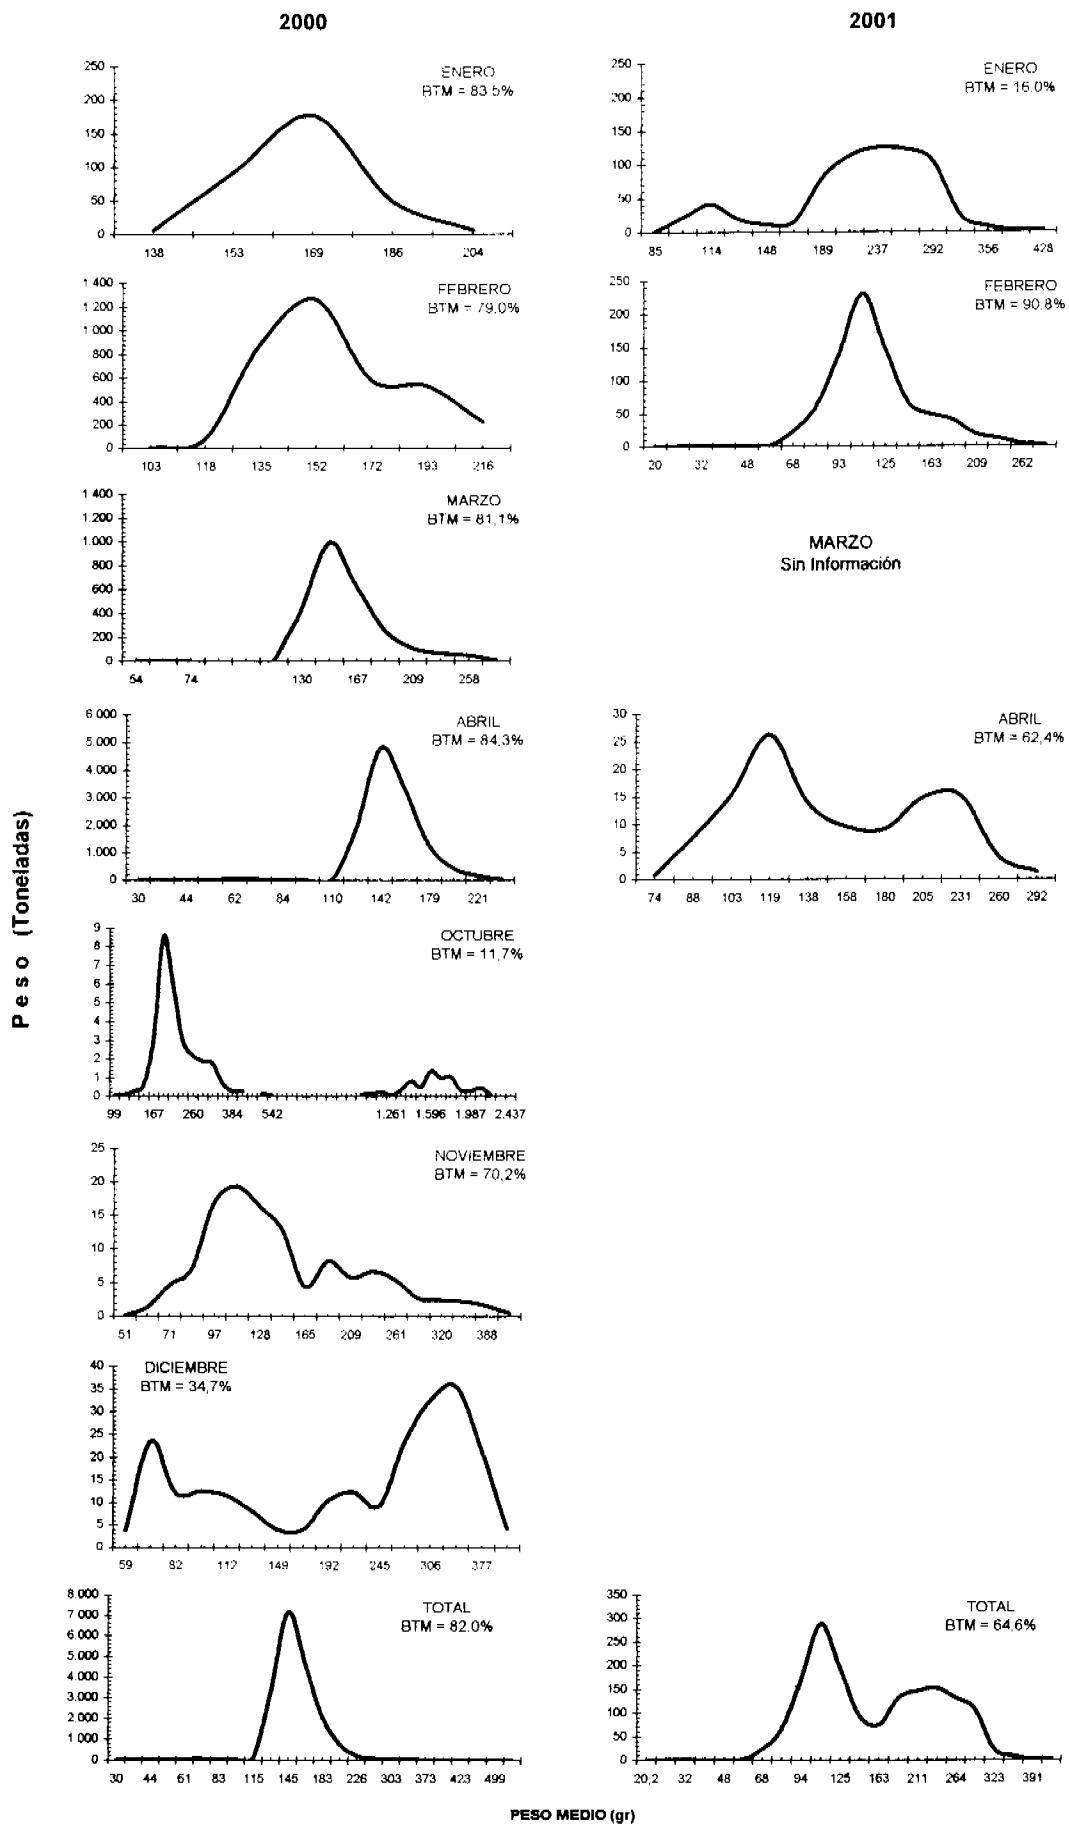 2000
2001
ENERO
BTM = 83.5%
250
200
150
100
50
0
138 153 169 186 204
ENERO
BTM = 16.0%
250
200
150
100
50
0
85 114 148 189 237 292 356 428
FEBRERO
BTM = 79.0%
1 400
1 200
1 000
800
600
400
200
0
103 118 135 152 172 193 216
FEBRERO
BTM = 90.8%
250
200
150
100
50
0
20 32 48 68 93 125 163 209 262
MARZO
BTM = 81,1%
1 400
1 200
1.000
800
600
400
200
0
54 74 130 167 209 258
MARZO
Sin Información
ABRIL
BTM = 84,3%
6 000
5 000
4 000
3 000
2 000
1 000
0
30 44 62 84 110 142 179 221
ABRIL
BTM = 62,4%
30
25
20
15
10
5
0
74 88 103 119 138 158 180 205 231 260 292
Peso (Toneladas)
OCTUBRE
BTM = 11,7%
9
8
7
6
5
4
3
2
1
0
99 167 260 384 542 1.261 1.596 1.987 2.437
NOVIEMBRE
BTM = 70,2%
25
20
15
10
5
0
51 71 97 128 165 209 261 320 388
DICIEMBRE
BTM = 34,7%
40
35
30
25
20
15
10
5
0
59 82 112 149 192 245 306 377
TOTAL
BTM = 82.0%
8 000
7 000
6 000
5 000
4 000
3 000
2 000
1 000
0
30 44 61 83 115 145 183 226 303 373 423 499
TOTAL
BTM = 64,6%
350
300
250
200
150
100
50
0
20,2 32 48 68 94 125 163 211 264 323 391
PESO MEDIO (gr)